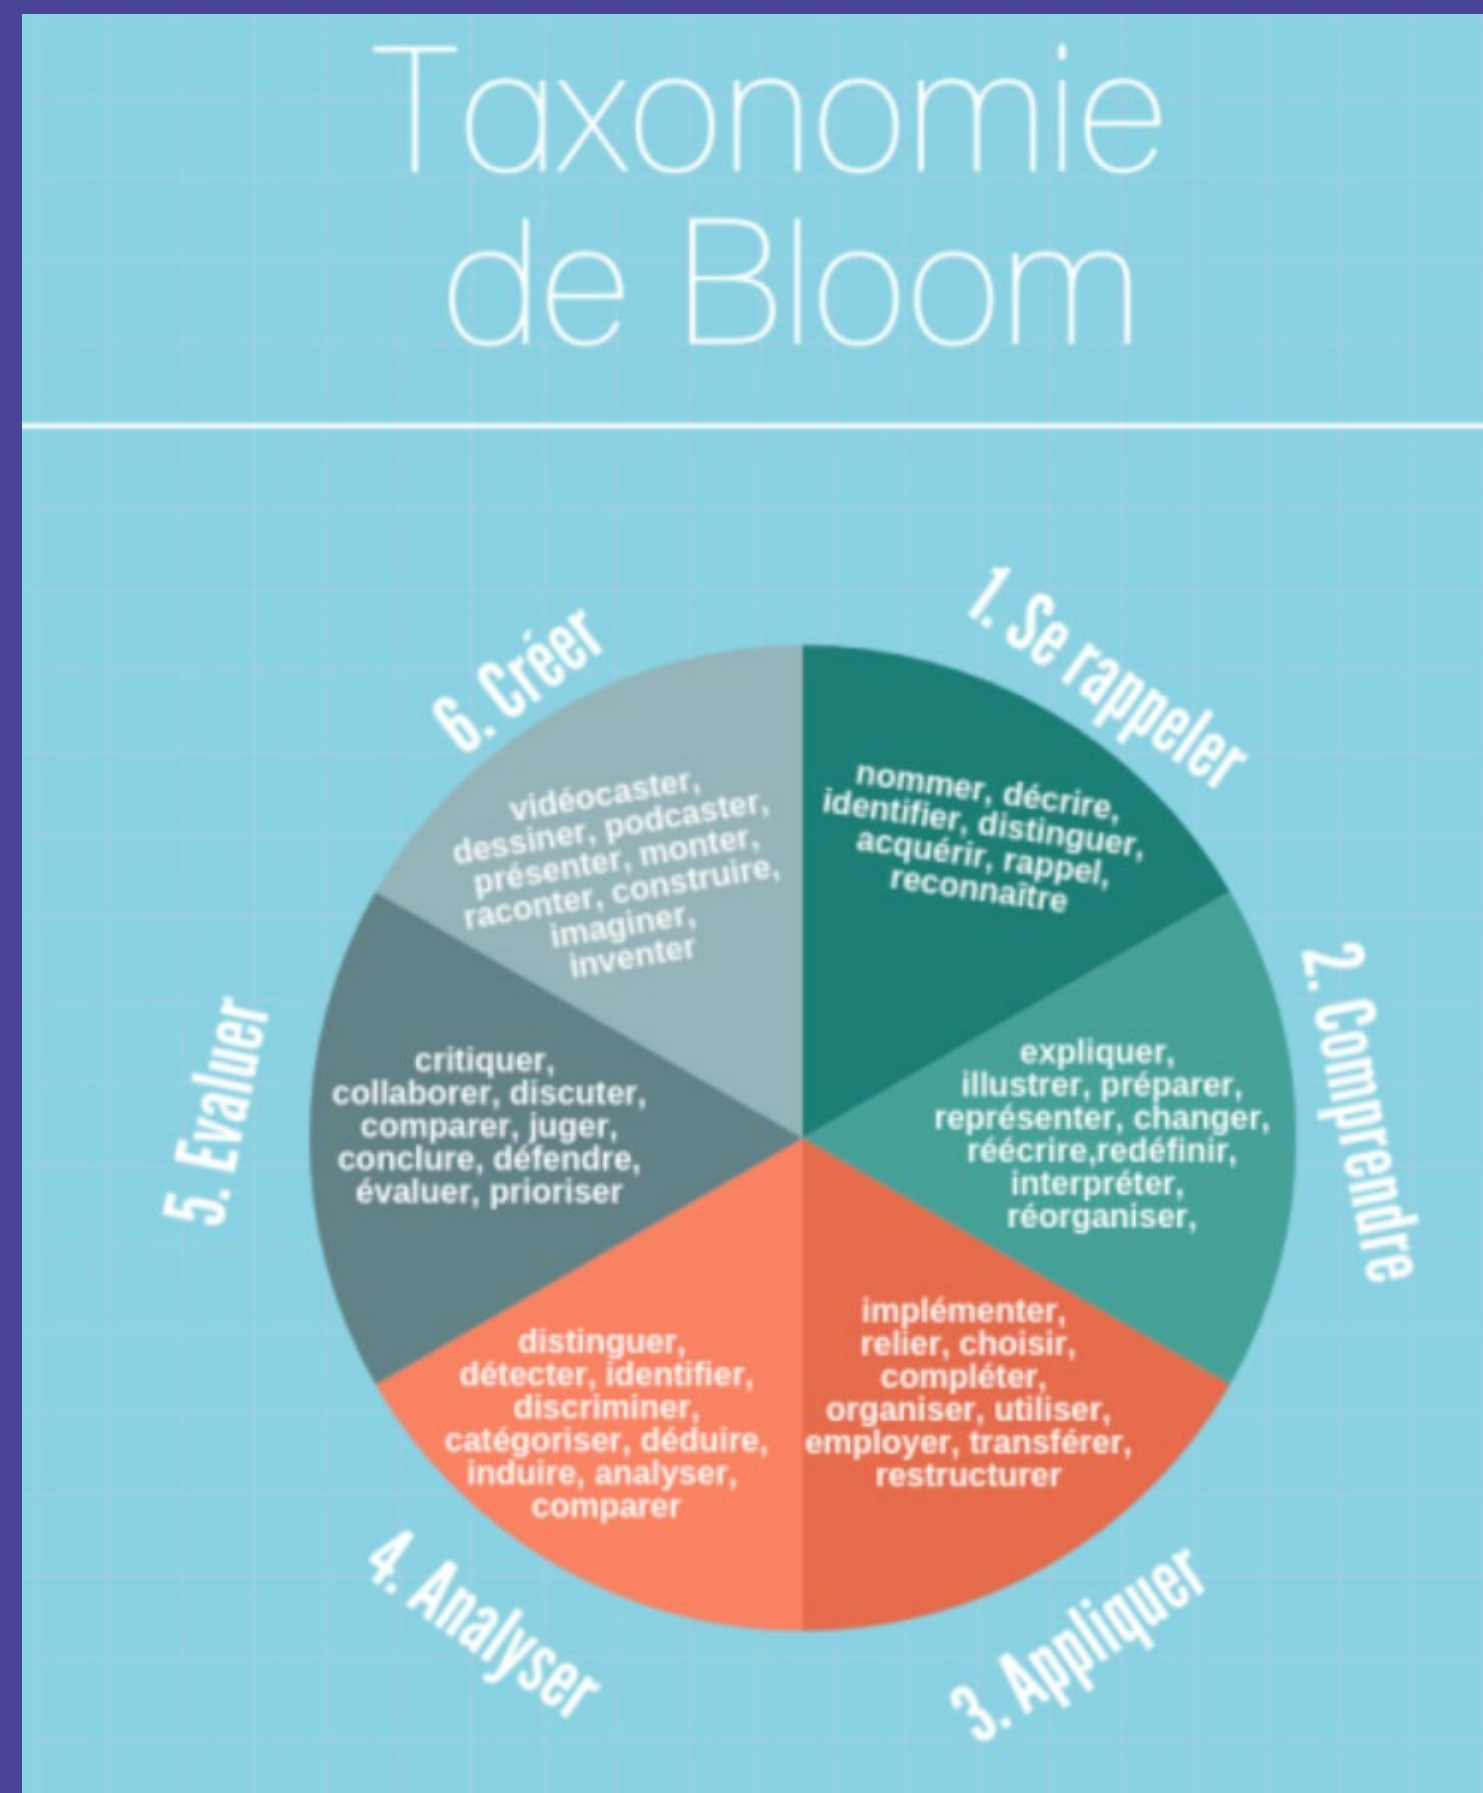 Taxonomie
de Bloom
1. Se rappeler
nommer, décrire,
identifier, distinguer,
acquérir, rappel,
reconnaître
2. Comprendre
expliquer,
illustrer, préparer,
représenter, changer,
réécrire,redéfinir,
interpréter,
réorganiser,
3. Appliquer
implémenter,
relier, choisir,
compléter,
organiser, utiliser,
employer, transférer,
restructurer
4. Analyser
distinguer,
détecter, identifier,
discriminer,
catégoriser, déduire,
induire, analyser,
comparer
5. Evaluer
critiquer,
collaborer, discuter,
comparer, juger,
conclure, défendre,
évaluer, prioriser
6. Créer
vidéocaster,
dessiner, podcaster,
présenter, monter,
raconter, construire,
imaginer,
inventer